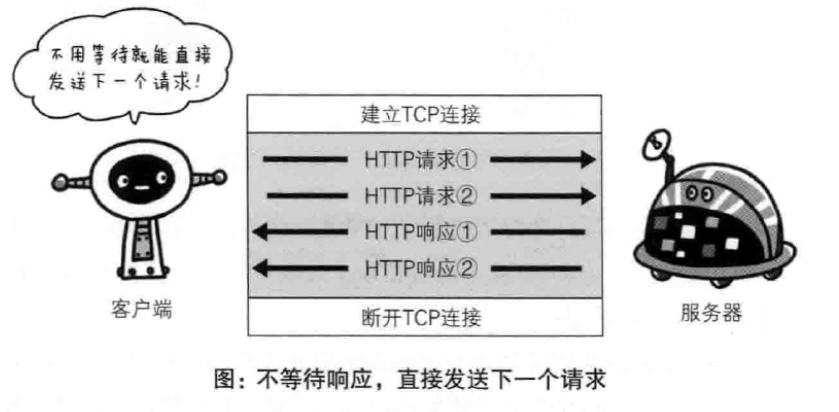 不用等待就能直接
发送下一个请求!
建立TCP连接
HTTP请求①
HTTP请求②
HTTP响应①
HTTP响应②
断开TCP连接
客户端
服务器
图：不等待响应，直接发送下一个请求